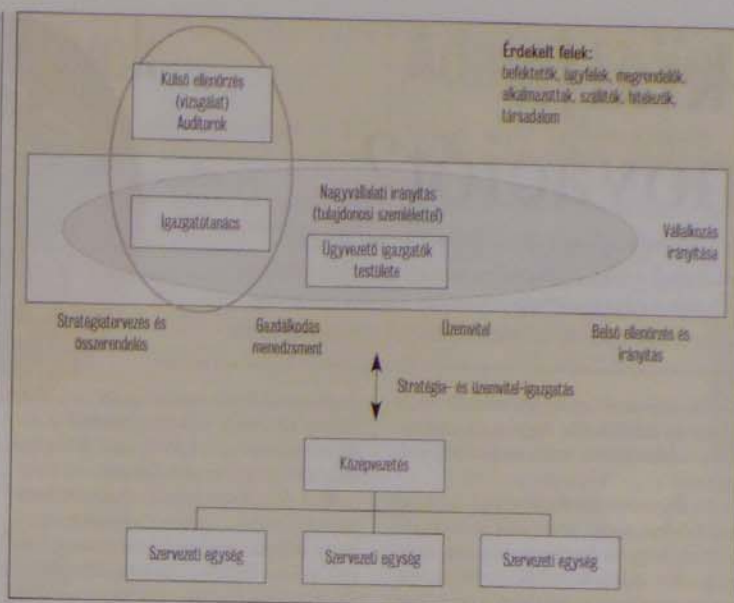 Érdekelt felek:
befektetők, ügyfelek, megrendelők,
alkalmazottak, szállítók, hitelezők,
társadalom
Külső ellenőrzés
(vizsgálat)
Auditorok
Igazgatótanács
Nagyvállalati irányítás
(tulajdonosi szemlélettel)
Ügyvezető igazgatók
testülete
Vállalkozás
irányítása
Stratégiatervezés és
összerendelés
Gazdálkodás
menedzsment
Üzemvitel
Belső ellenőrzés és
irányítás
Stratégia- és üzemvitel-igazgatás
Középvezetés
Szervezeti egység
Szervezeti egység
Szervezeti egység